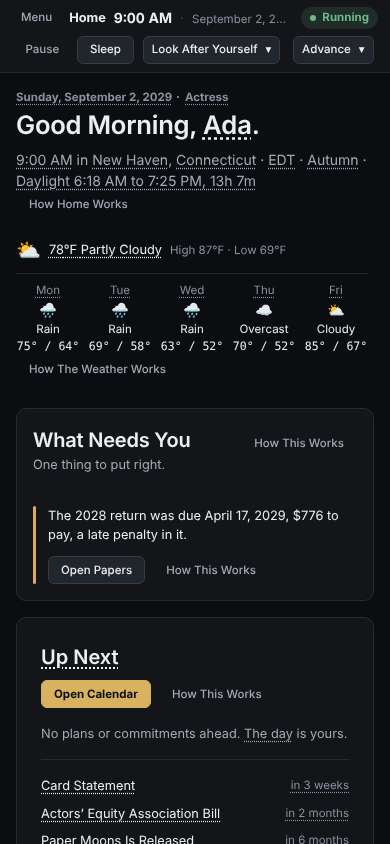 Menu Home 9:00 AM · September 2, 2... Running
Pause Sleep Look After Yourself ▾ Advance ▾
Sunday, September 2, 2029 · Actress
Good Morning, Ada.
9:00 AM in New Haven, Connecticut · EDT · Autumn ·
Daylight 6:18 AM to 7:25 PM, 13h 7m
How Home Works
78°F Partly Cloudy High 87°F · Low 69°F
Mon Tue Wed Thu Fri
Rain Rain Rain Overcast Cloudy
75° / 64° 69° / 58° 63° / 52° 70° / 52° 85° / 67°
How The Weather Works
What Needs You How This Works
One thing to put right.
The 2028 return was due April 17, 2029, $776 to
pay, a late penalty in it.
Open Papers How This Works
Up Next
Open Calendar How This Works
No plans or commitments ahead. The day is yours.
Card Statement in 3 weeks
Actors' Equity Association Bill in 2 months
Paper Moons Is Released in 6 months